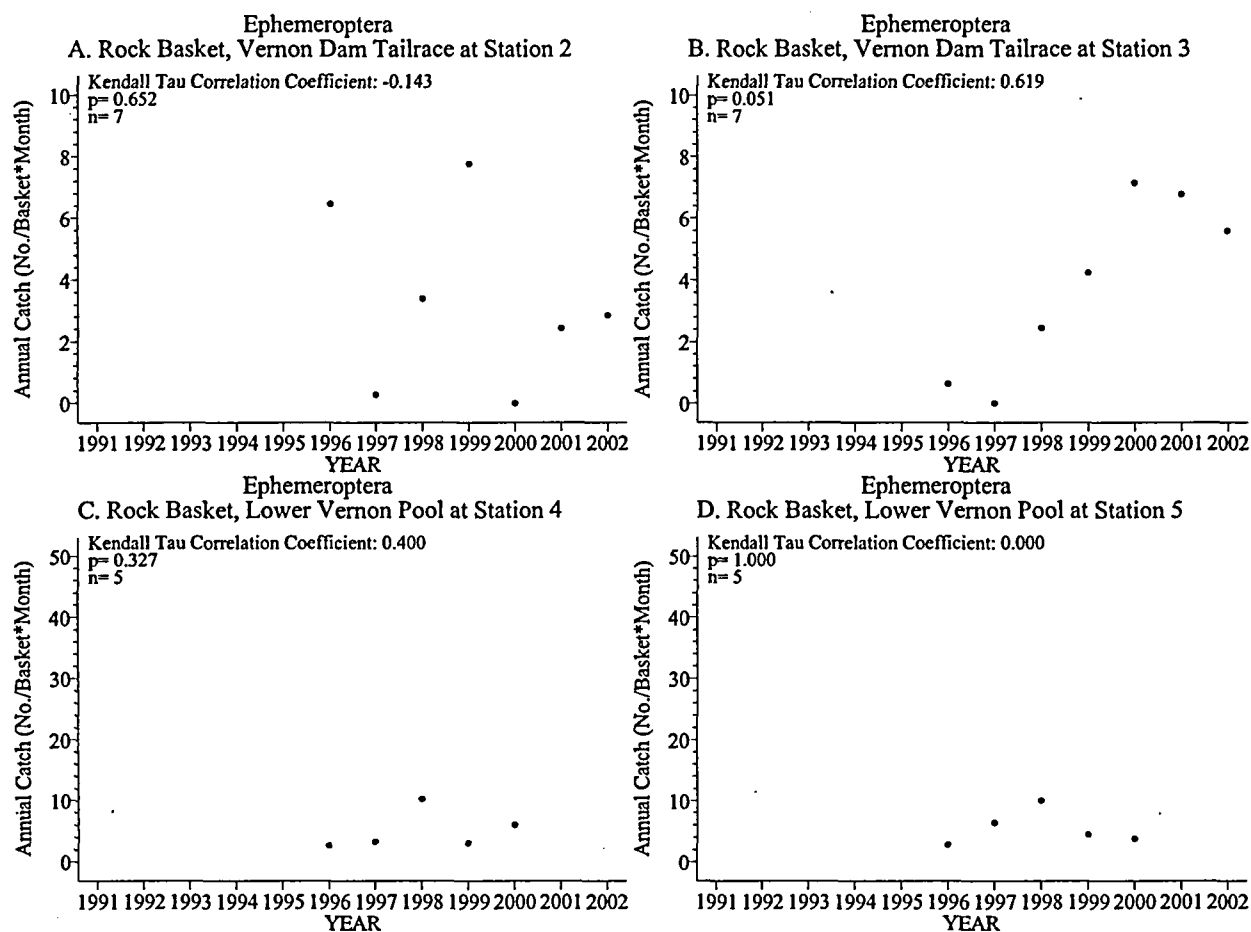 Ephemeroptera
A. Rock Basket, Vernon Dam Tailrace at Station 2
Kendall Tau Correlation Coefficient: -0.143
p= 0.652
n= 7
Annual Catch (No./Basket*Month)
10
8
6
4
2
0
1991 1992 1993 1994 1995 1996 1997 1998 1999 2000 2001 2002
YEAR
Ephemeroptera
B. Rock Basket, Vernon Dam Tailrace at Station 3
Kendall Tau Correlation Coefficient: 0.619
p= 0.051
n= 7
Annual Catch (No./Basket*Month)
10
8
6
4
2
0
1991 1992 1993 1994 1995 1996 1997 1998 1999 2000 2001 2002
YEAR
Ephemeroptera
C. Rock Basket, Lower Vernon Pool at Station 4
Kendall Tau Correlation Coefficient: 0.400
p= 0.327
n= 5
Annual Catch (No./Basket*Month)
50
40
30
20
10
0
1991 1992 1993 1994 1995 1996 1997 1998 1999 2000 2001 2002
YEAR
Ephemeroptera
D. Rock Basket, Lower Vernon Pool at Station 5
Kendall Tau Correlation Coefficient: 0.000
p= 1.000
n= 5
Annual Catch (No./Basket*Month)
50
40
30
20
10
0
1991 1992 1993 1994 1995 1996 1997 1998 1999 2000 2001 2002
YEAR